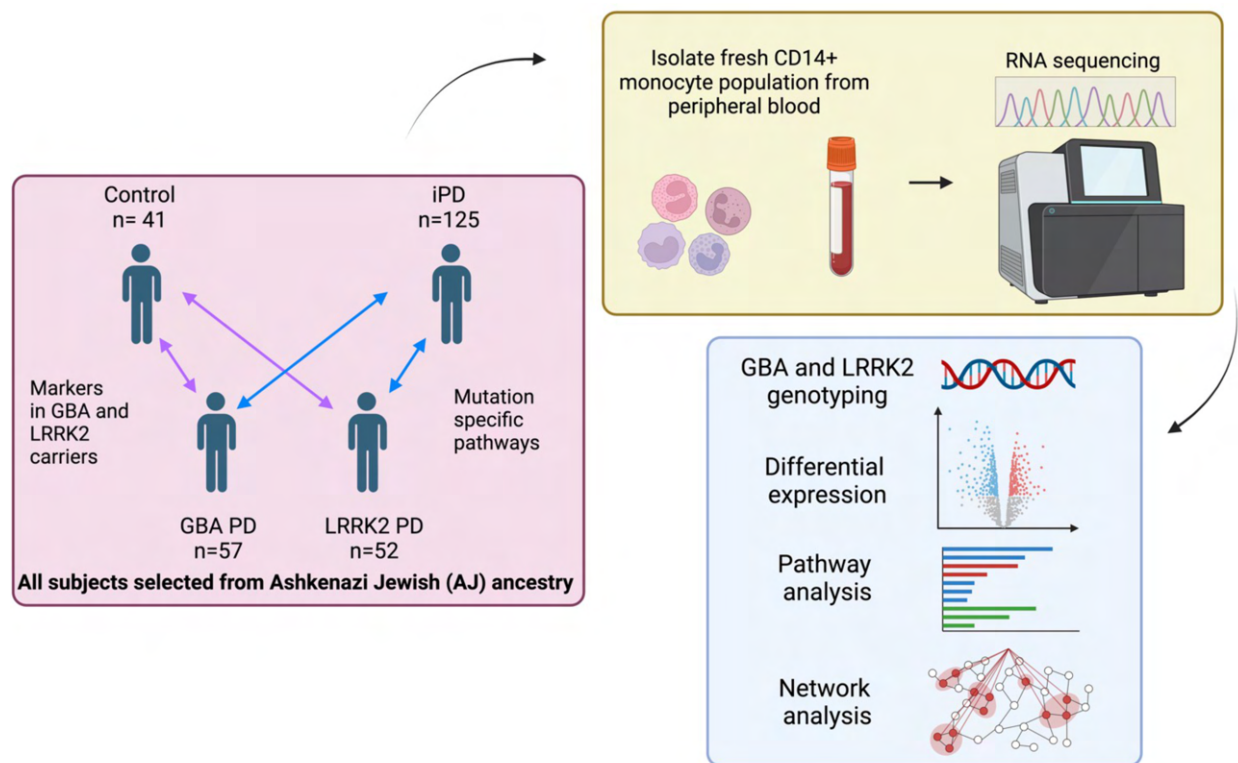 Control
n= 41
iPD
n=125
Markers
in GBA and
LRRK2
carriers
Mutation
specific
pathways
GBA PD
n=57
LRRK2 PD
n=52
All subjects selected from Ashkenazi Jewish (AJ) ancestry
Isolate fresh CD14+
monocyte population from
peripheral blood
RNA sequencing
GBA and LRRK2
genotyping
Differential
expression
Pathway
analysis
Network
analysis